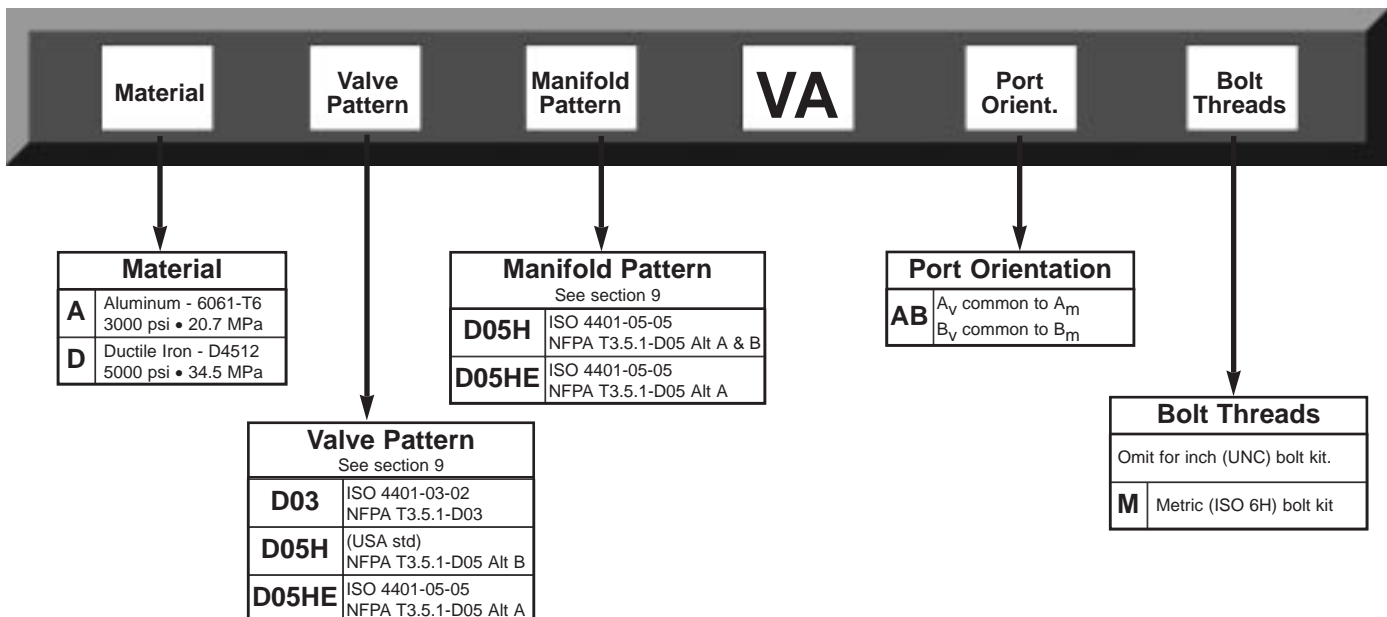 Material
Valve
Pattern
Manifold
Pattern
VA
Port
Orient.
Bolt
Threads
Material
A
Aluminum - 6061-T6
3000 psi • 20.7 MPa
D
Ductile Iron - D4512
5000 psi • 34.5 MPa
Valve Pattern
See section 9
D03
ISO 4401-03-02
NFPA T3.5.1-D03
D05H
(USA std)
NFPA T3.5.1-D05 Alt B
D05HE
ISO 4401-05-05
NFPA T3.5.1-D05 Alt A
Manifold Pattern
See section 9
D05H
ISO 4401-05-05
NFPA T3.5.1-D05 Alt A & B
D05HE
ISO 4401-05-05
NFPA T3.5.1-D05 Alt A
Port Orientation
AB
Av common to Am
Bv common to Bm
Bolt Threads
Omit for inch (UNC) bolt kit.
M
Metric (ISO 6H) bolt kit